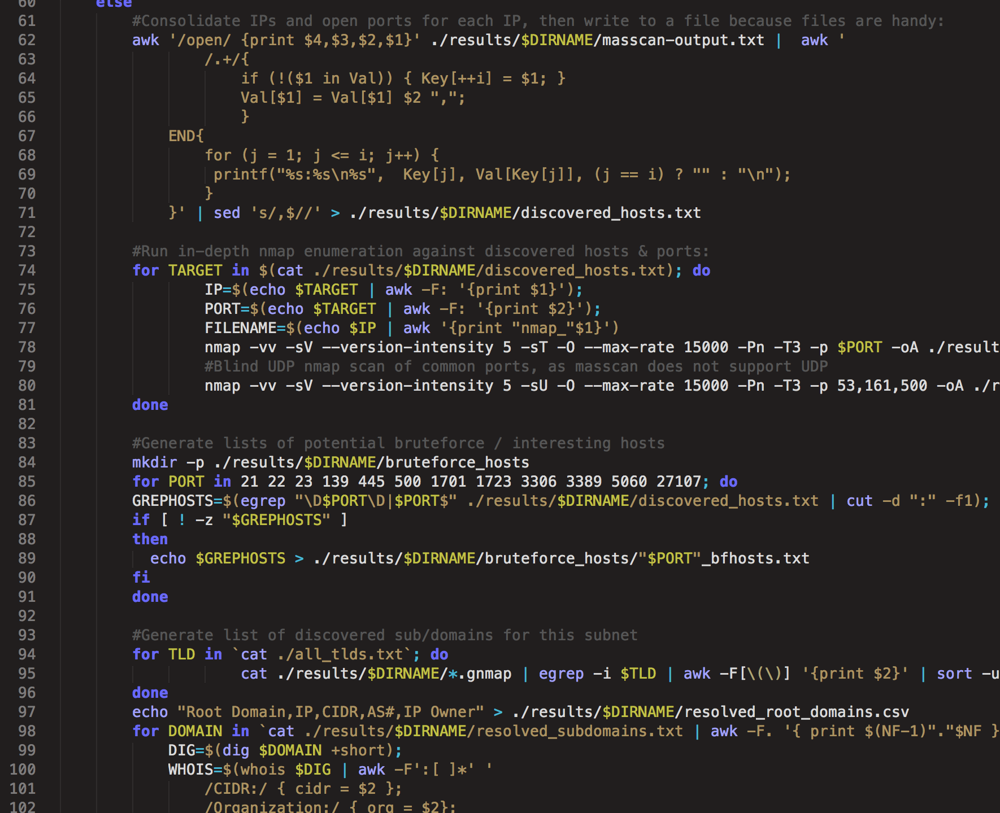 60 else
61 #Consolidate IPs and open ports for each IP, then write to a file because files are handy:
62 awk '/open/ {print $4,$3,$2,$1}' ./results/$DIRNAME/masscan-output.txt |  awk '
63 /.+/{
64 if (!($1 in Val)) { Key[++i] = $1; }
65 Val[$1] = Val[$1] $2 ",";
66 }
67 END{
68 for (j = 1; j <= i; j++) {
69 printf("%s:%s\n%s",  Key[j], Val[Key[j]], (j == i) ? "" : "\n");
70 }
71 }' | sed 's/,$//' > ./results/$DIRNAME/discovered_hosts.txt
72
73 #Run in-depth nmap enumeration against discovered hosts & ports:
74 for TARGET in $(cat ./results/$DIRNAME/discovered_hosts.txt); do
75 IP=$(echo $TARGET | awk -F: '{print $1}');
76 PORT=$(echo $TARGET | awk -F: '{print $2}');
77 FILENAME=$(echo $IP | awk '{print "nmap_"$1}')
78 nmap -vv -sV --version-intensity 5 -sT -O --max-rate 15000 -Pn -T3 -p $PORT -oA ./result
79 #Blind UDP nmap scan of common ports, as masscan does not support UDP
80 nmap -vv -sV --version-intensity 5 -sU -O --max-rate 15000 -Pn -T3 -p 53,161,500 -oA ./r
81 done
82
83 #Generate lists of potential bruteforce / interesting hosts
84 mkdir -p ./results/$DIRNAME/bruteforce_hosts
85 for PORT in 21 22 23 139 445 500 1701 1723 3306 3389 5060 27107; do
86 GREPHOSTS=$(egrep "\D$PORT\D|$PORT$" ./results/$DIRNAME/discovered_hosts.txt | cut -d ":" -f1);
87 if [ ! -z "$GREPHOSTS" ]
88 then
89 echo $GREPHOSTS > ./results/$DIRNAME/bruteforce_hosts/"$PORT"_bfhosts.txt
90 fi
91 done
92
93 #Generate list of discovered sub/domains for this subnet
94 for TLD in `cat ./all_tlds.txt`; do
95 cat ./results/$DIRNAME/*.gnmap | egrep -i $TLD | awk -F[\(\)] '{print $2}' | sort -u
96 done
97 echo "Root Domain,IP,CIDR,AS#,IP Owner" > ./results/$DIRNAME/resolved_root_domains.csv
98 for DOMAIN in `cat ./results/$DIRNAME/resolved_subdomains.txt | awk -F. '{ print $(NF-1)"."$NF }
99 DIG=$(dig $DOMAIN +short);
100 WHOIS=$(whois $DIG | awk -F':[ ]*' '
101 /CIDR:/ { cidr = $2 };
102 /Organization:/ { org = $2};